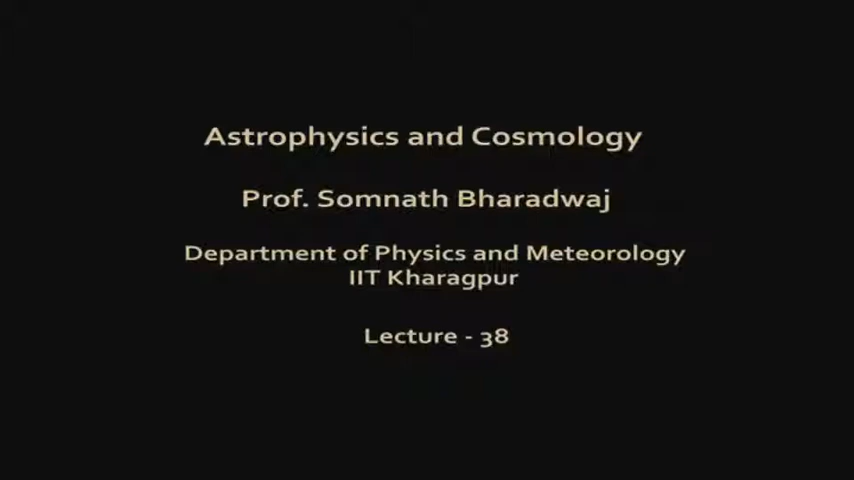 Astrophysics and Cosmology
Prof. Somnath Bharadwaj
Department of Physics and Meteorology
IIT Kharagpur
Lecture - 38